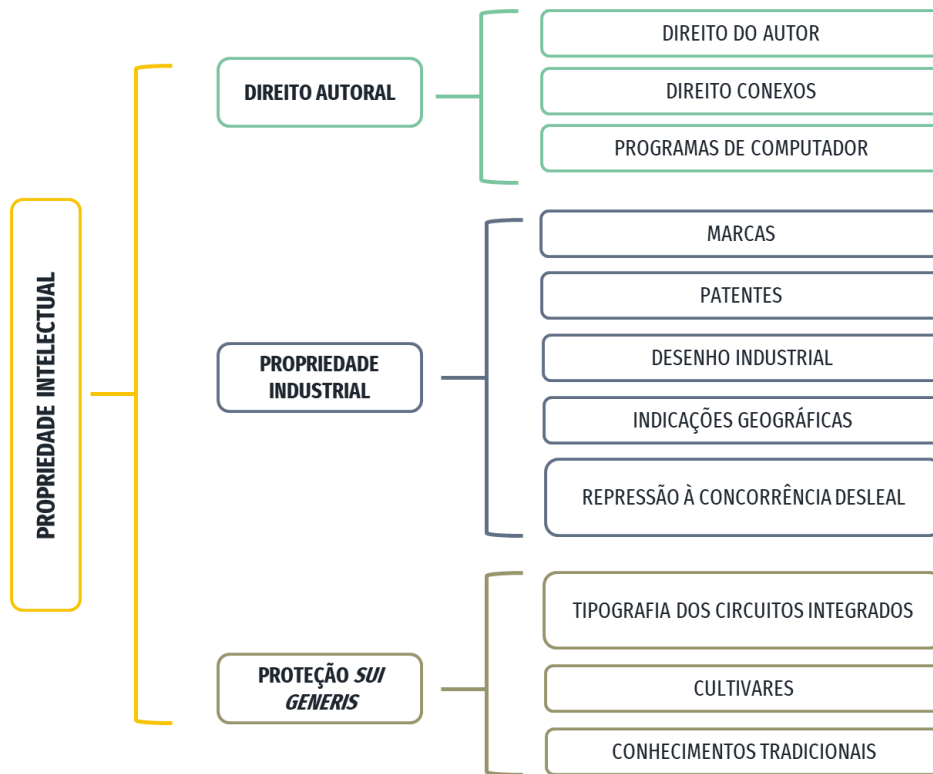 PROPRIEDADE INTELECTUAL
DIREITO AUTORAL
DIREITO DO AUTOR
DIREITO CONEXOS
PROGRAMAS DE COMPUTADOR
PROPRIEDADE
INDUSTRIAL
MARCAS
PATENTES
DESENHO INDUSTRIAL
INDICAÇÕES GEOGRÁFICAS
REPRESSÃO À CONCORRÊNCIA DESLEAL
PROTEÇÃO SUI
GENERIS
TIPOGRAFIA DOS CIRCUITOS INTEGRADOS
CULTIVARES
CONHECIMENTOS TRADICIONAIS